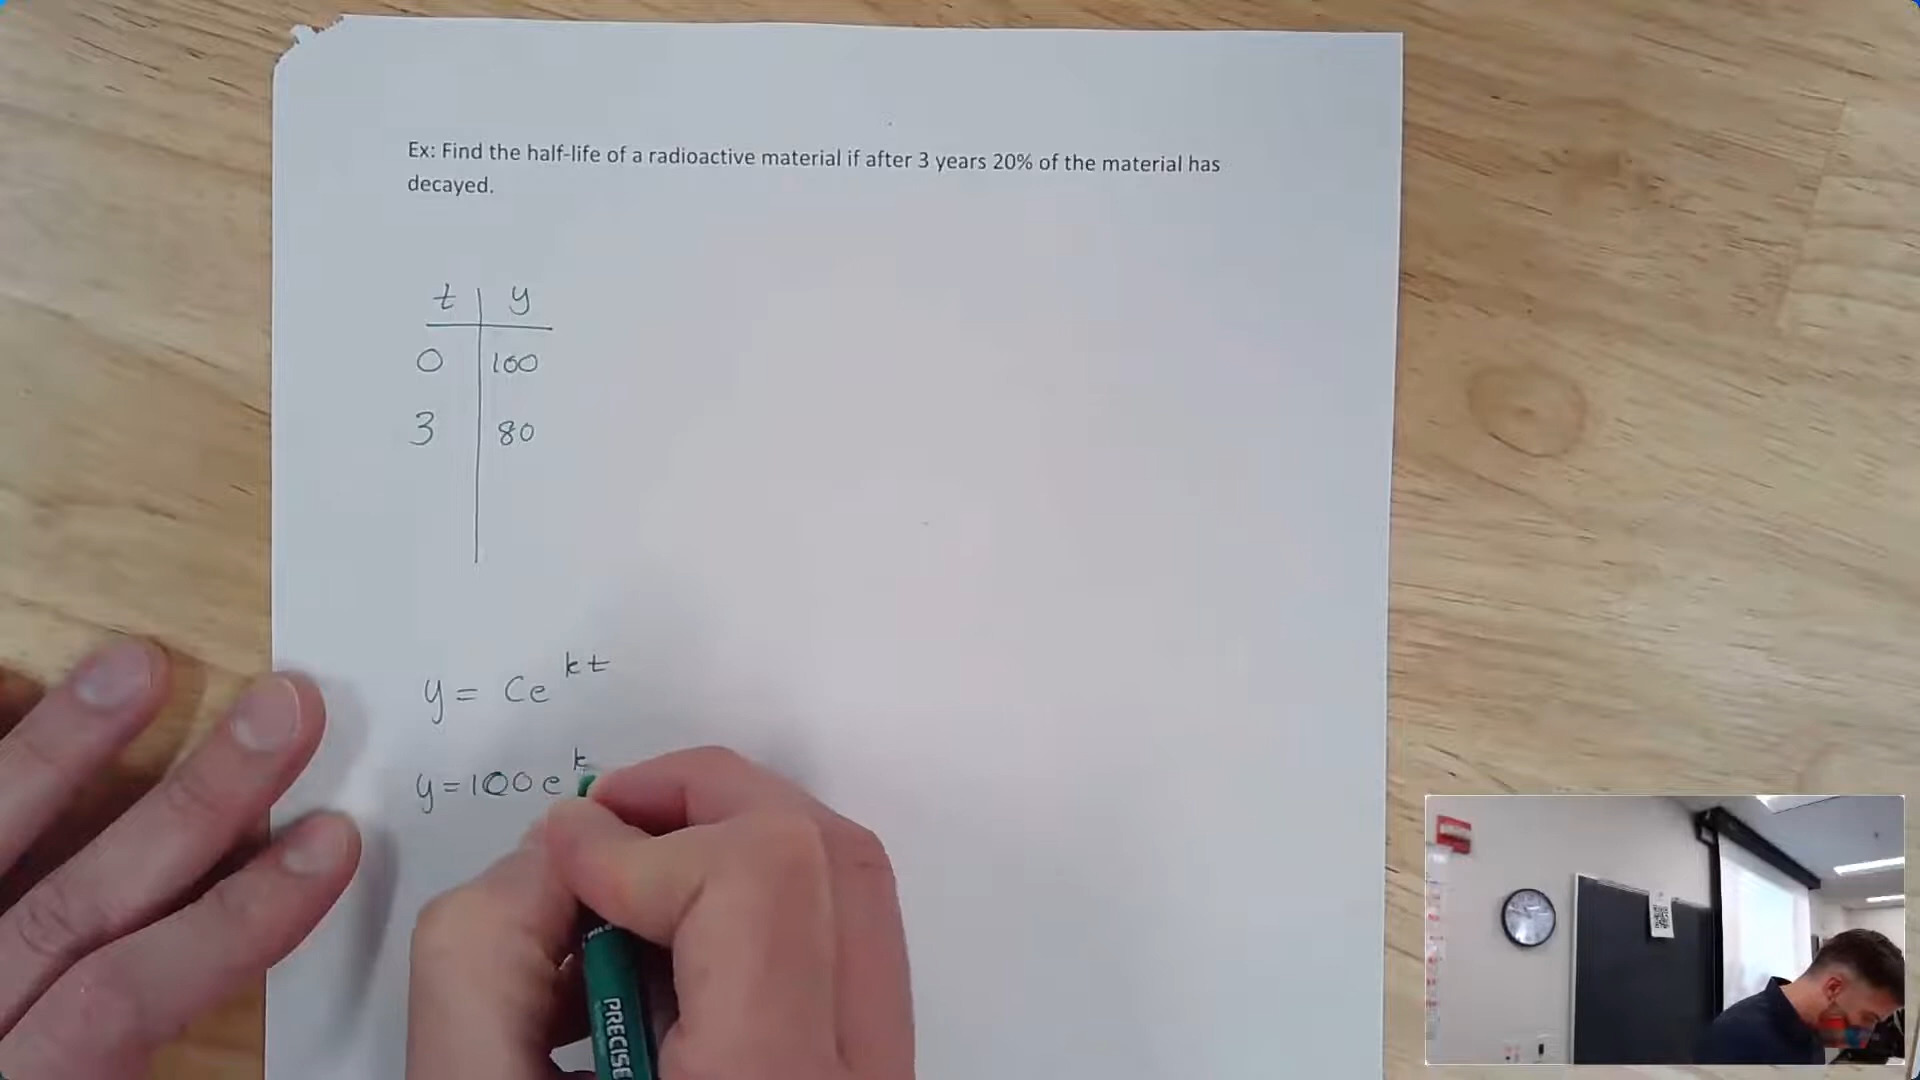 Ex: Find the half-life of a radioactive material if after 3 years 20% of the material has
decayed.
t | y
0 | 100
3 | 80
y = Ce^kt
y = 100e^k
PRECISE